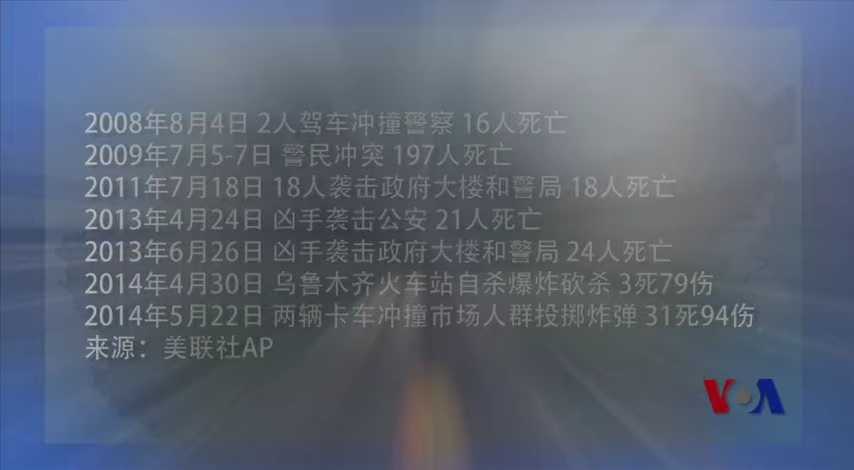 2008年8月4日 2人驾车冲撞警察 16人死亡
2009年7月5-7日 警民冲突 197人死亡
2011年7月18日 18人袭击政府大楼和警局 18人死亡
2013年4月24日 凶手袭击公安 21人死亡
2013年6月26日 凶手袭击政府大楼和警局 24人死亡
2014年4月30日 乌鲁木齐火车站自杀爆炸砍杀 3死79伤
2014年5月22日 两辆卡车冲撞市场人群投掷炸弹 31死94伤
来源：美联社AP
VOA